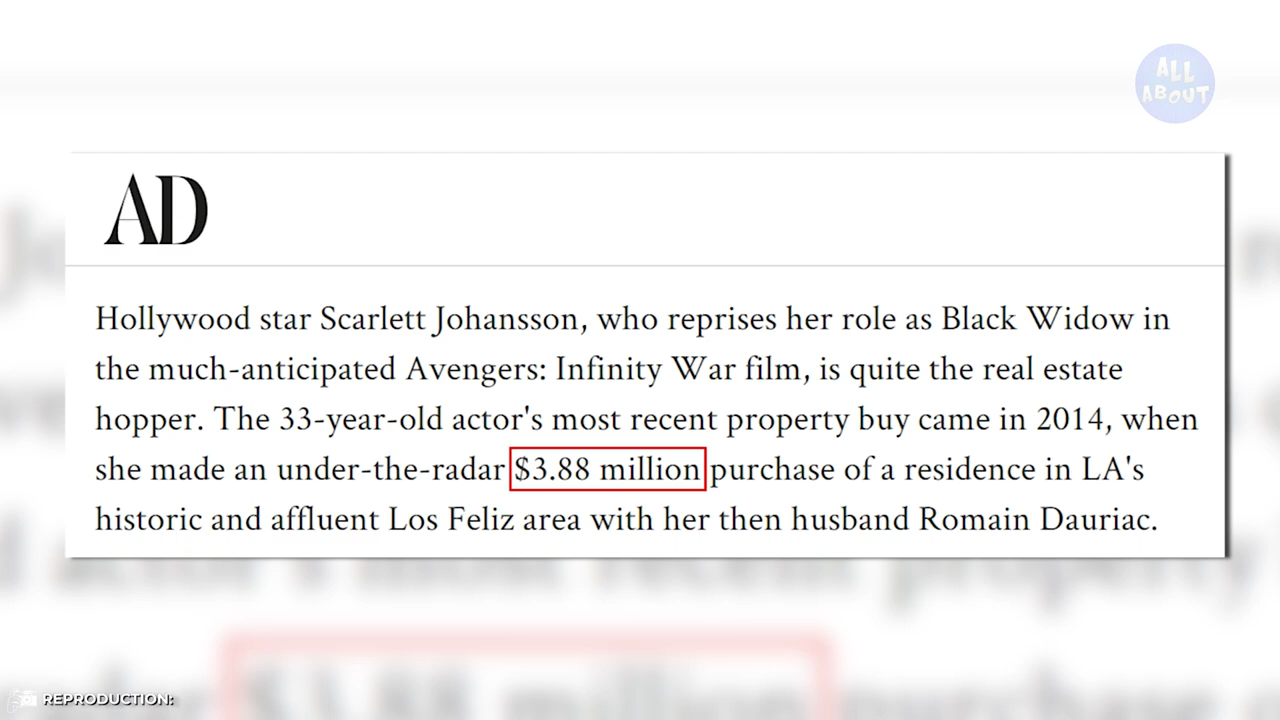 ALL
ABOUT
AD
Hollywood star Scarlett Johansson, who reprises her role as Black Widow in
the much-anticipated Avengers: Infinity War film, is quite the real estate
hopper. The 33-year-old actor's most recent property buy came in 2014, when
she made an under-the-radar $3.88 million purchase of a residence in LA's
historic and affluent Los Feliz area with her then husband Romain Dauriac.
REPRODUCTION: